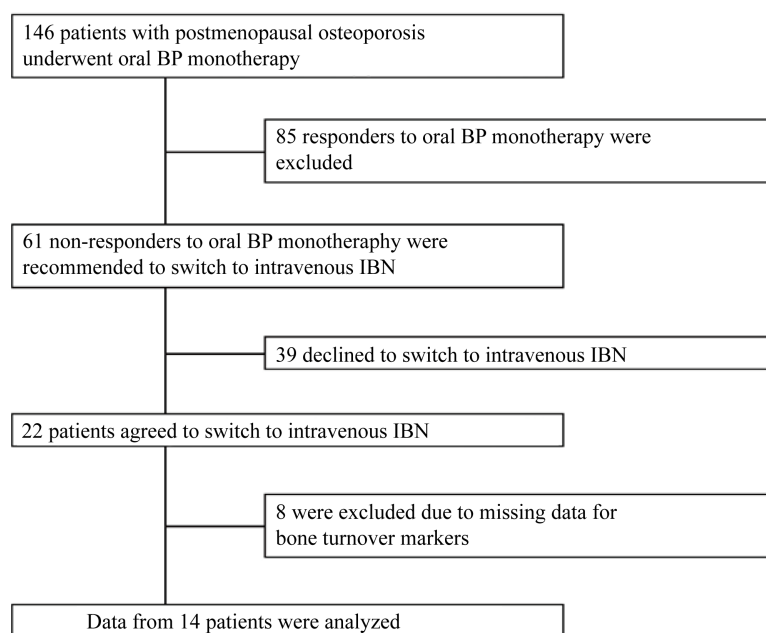 146 patients with postmenopausal osteoporosis
underwent oral BP monotherapy
85 responders to oral BP monotherapy were
excluded
61 non-responders to oral BP monotheraphy were
recommended to switch to intravenous IBN
39 declined to switch to intravenous IBN
22 patients agreed to switch to intravenous IBN
8 were excluded due to missing data for
bone turnover markers
Data from 14 patients were analyzed